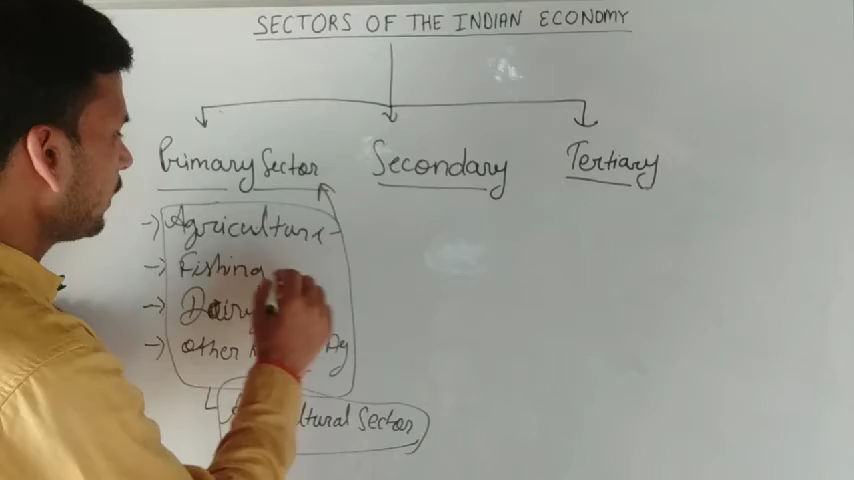 SECTORS OF THE INDIAN ECONOMY
Primary Sector Secondary Tertiary
→ Agriculture
→ Fishing
→ Dairy
→ Other
Sector